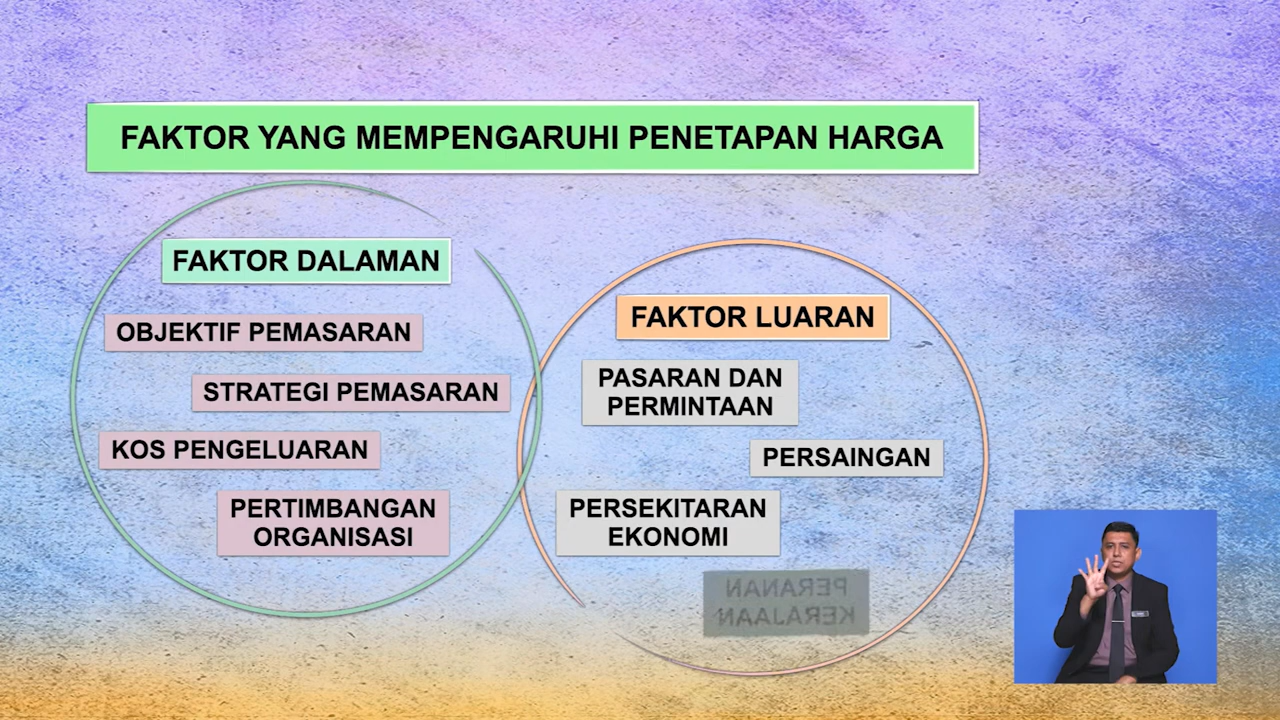 FAKTOR YANG MEMPENGARUHI PENETAPAN HARGA
FAKTOR DALAMAN
OBJEKTIF PEMASARAN
STRATEGI PEMASARAN
KOS PENGELUARAN
PERTIMBANGAN
ORGANISASI
FAKTOR LUARAN
PASARAN DAN
PERMINTAAN
PERSAINGAN
PERSEKITARAN
EKONOMI
PERANAN
KERAJAAN